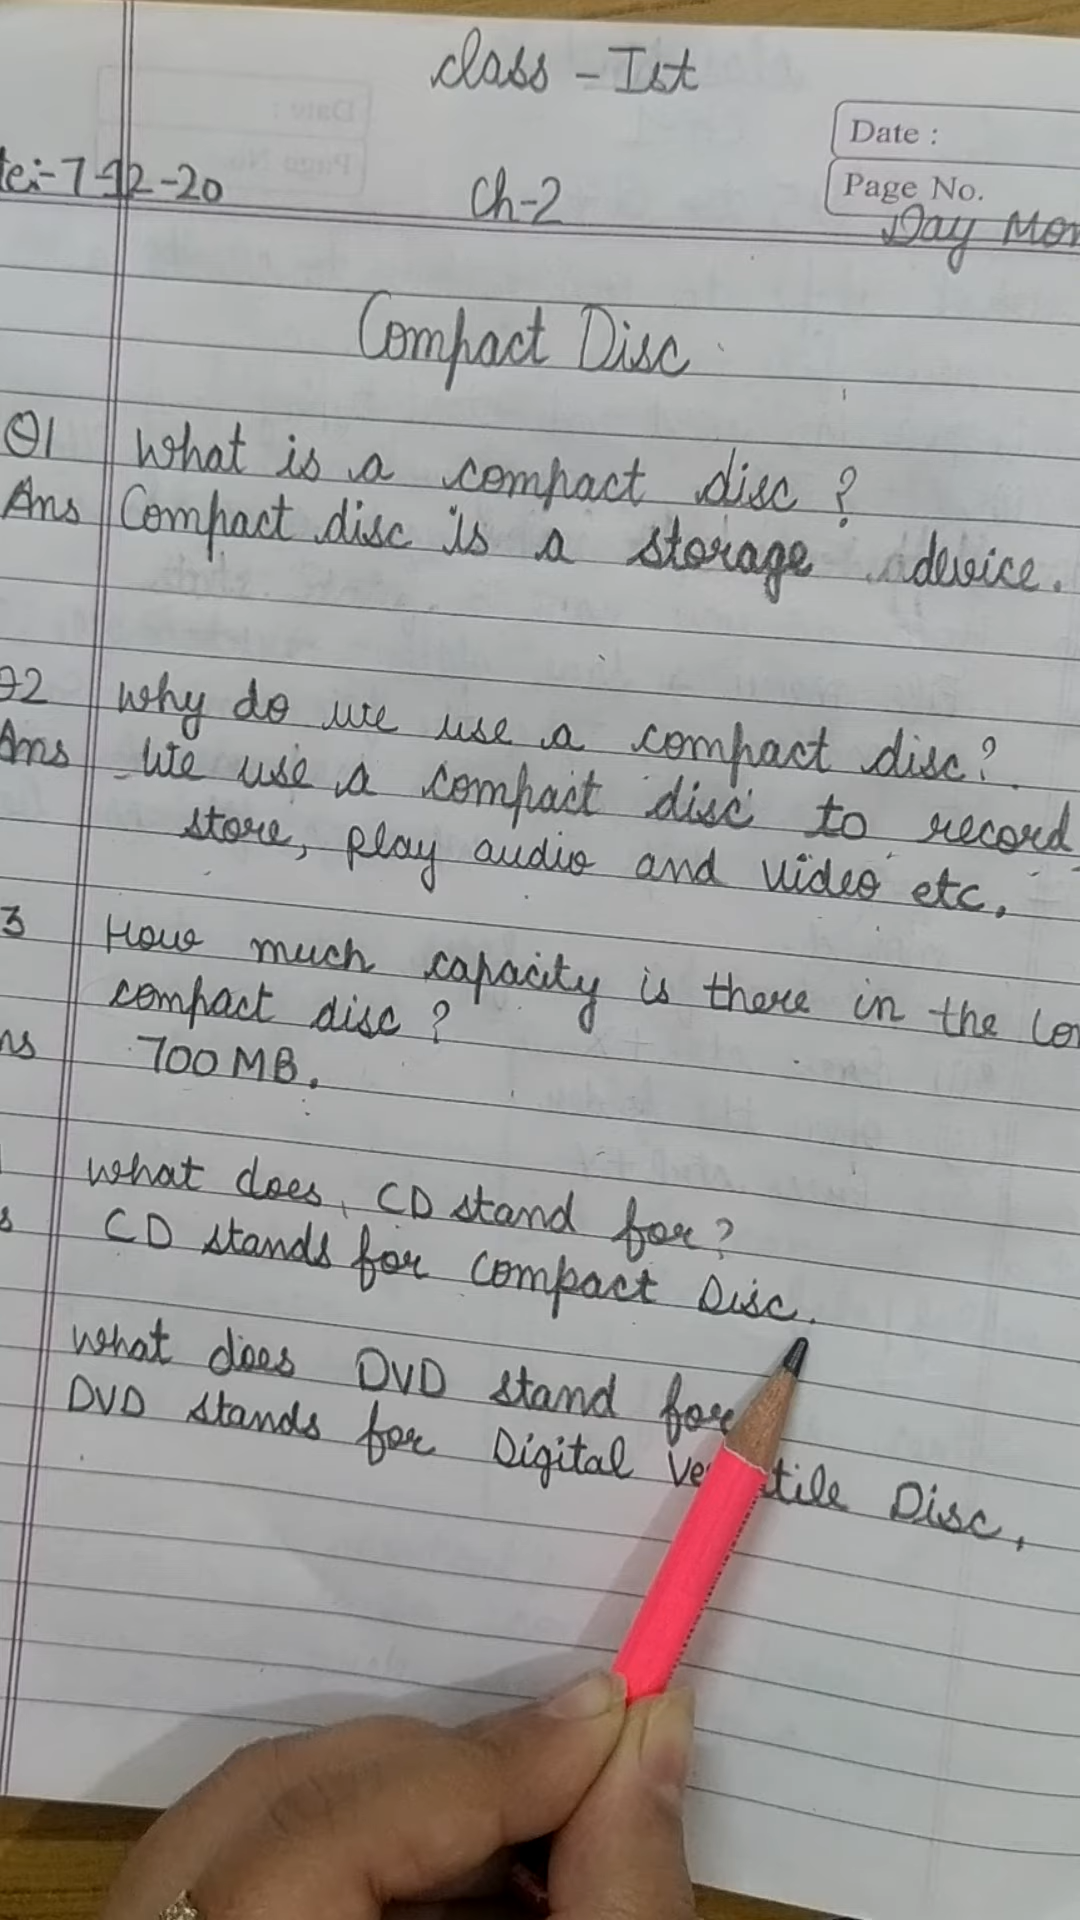 class - Ist
Date :
te:- 7-12-20
Ch-2
Page No.
Day Mon
Compact Disc
Q1 What is a compact disc ?
Ans Compact disc is a storage device.
Q2 why do we use a compact disc?
Ans We use a compact disc to record,
store, play audio and video etc.
3 How much capacity is there in the co
compact disc ?
ns 700 MB.
what does CD stand for?
s CD stands for compact Disc.
what does DVD stand for
DVD stands for Digital Ve tile Disc.